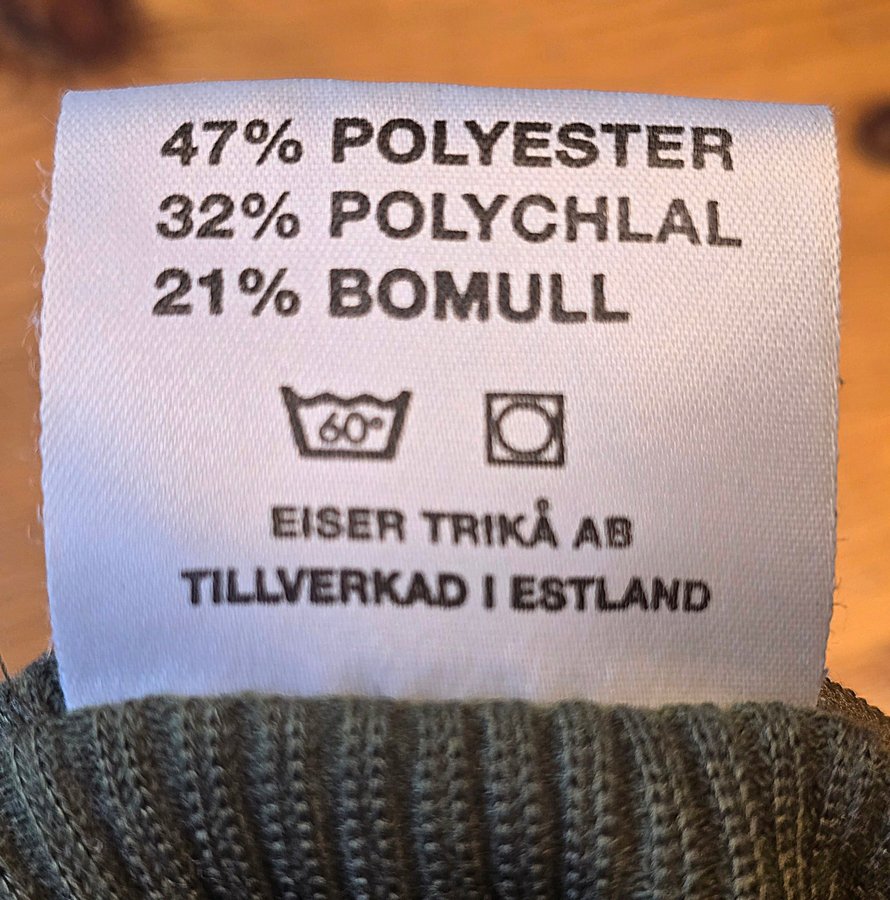 47% POLYESTER
32% POLYCHLAL
21% BOMULL
60°
EISER TRIKÅ AB
TILLVERKAD I ESTLAND